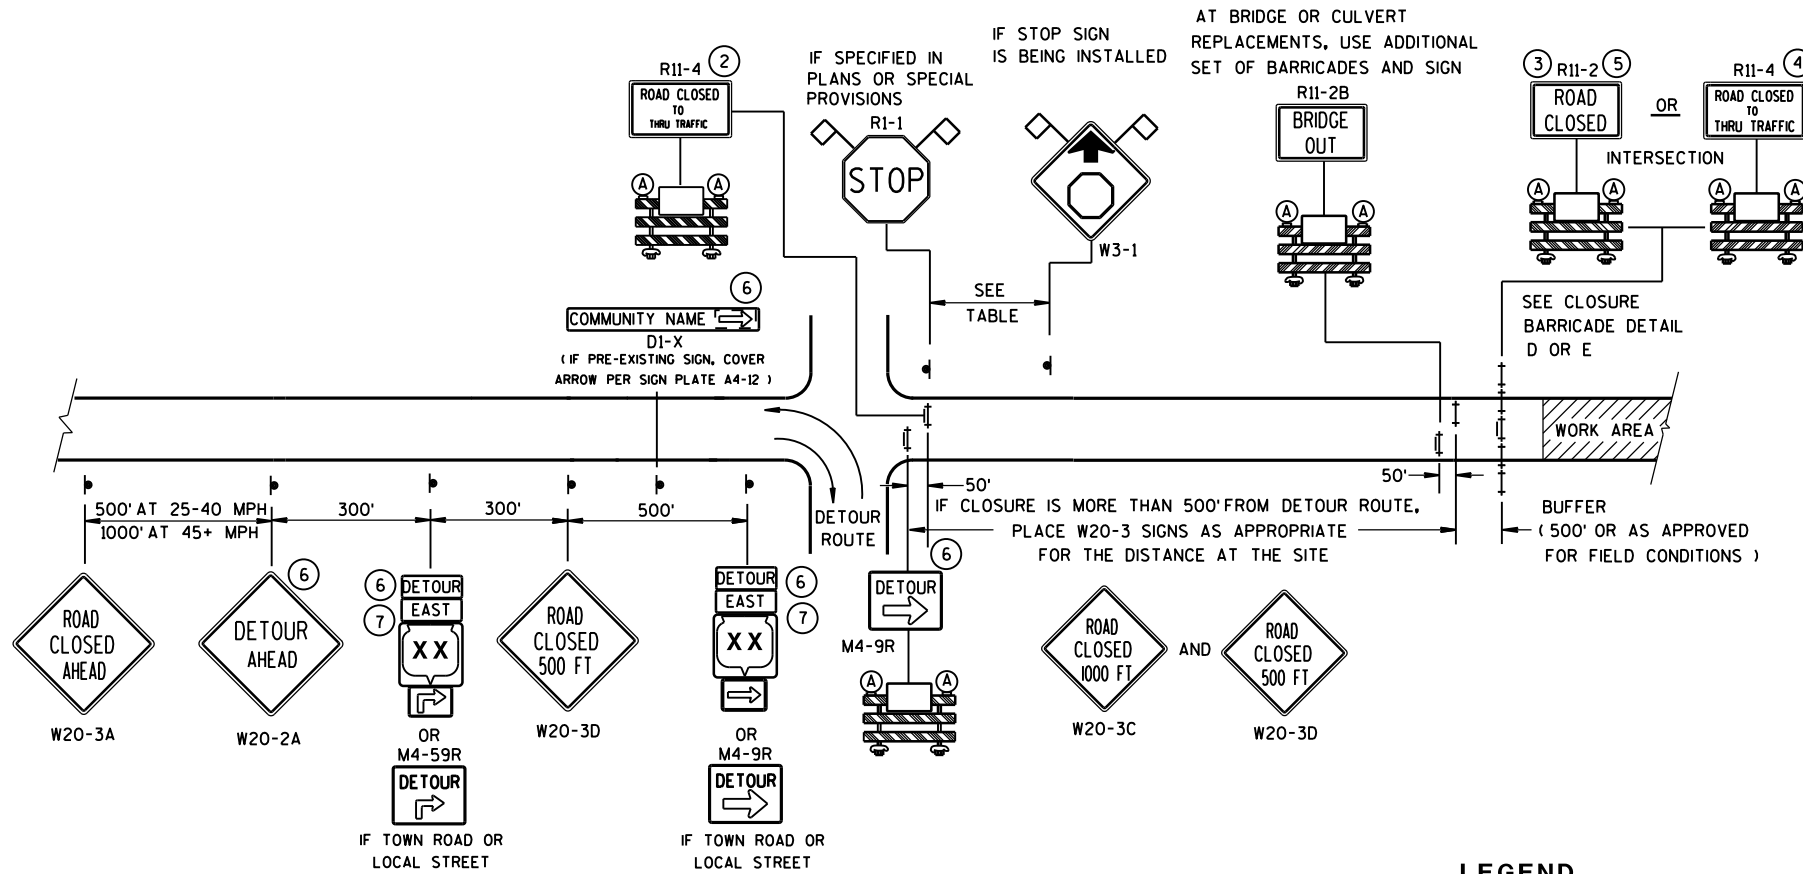 R11-4 2
ROAD CLOSED
TO
THRU TRAFFIC
A A
IF SPECIFIED IN
PLANS OR SPECIAL
PROVISIONS
R1-1
STOP
IF STOP SIGN
IS BEING INSTALLED
W3-1
SEE
TABLE
AT BRIDGE OR CULVERT
REPLACEMENTS, USE ADDITIONAL
SET OF BARRICADES AND SIGN
R11-2B
BRIDGE
OUT
A A
3 R11-2 5
ROAD
CLOSED
OR
R11-4 4
ROAD CLOSED
TO
THRU TRAFFIC
INTERSECTION
A A
A A
SEE CLOSURE
BARRICADE DETAIL
D OR E
6
COMMUNITY NAME
D1-X
(IF PRE-EXISTING SIGN, COVER
ARROW PER SIGN PLATE A4-12)
WORK AREA
500' AT 25-40 MPH
1000' AT 45+ MPH
300'
300'
500'
DETOUR
ROUTE
50'
50'
IF CLOSURE IS MORE THAN 500' FROM DETOUR ROUTE,
PLACE W20-3 SIGNS AS APPROPRIATE
FOR THE DISTANCE AT THE SITE
BUFFER
(500' OR AS APPROVED
FOR FIELD CONDITIONS)
ROAD
CLOSED
AHEAD
W20-3A
6
DETOUR
AHEAD
W20-2A
6
7
DETOUR
EAST
XX
OR
M4-59R
DETOUR
IF TOWN ROAD OR
LOCAL STREET
ROAD
CLOSED
500 FT
W20-3D
DETOUR
EAST
XX
6
7
OR
M4-9R
DETOUR
IF TOWN ROAD OR
LOCAL STREET
6
DETOUR
M4-9R
A A
ROAD
CLOSED
1000 FT
W20-3C
AND
ROAD
CLOSED
500 FT
W20-3D
LEGEND